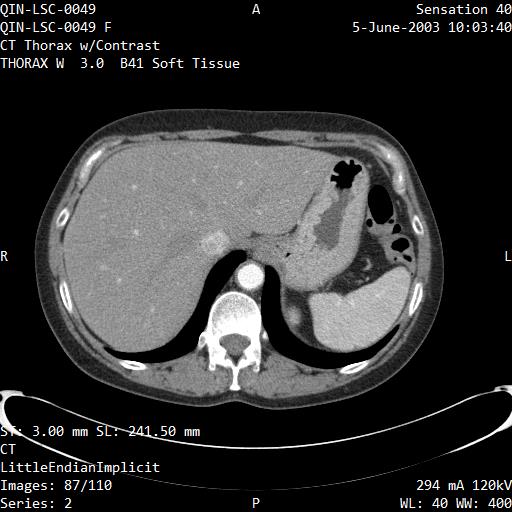 QIN-LSC-0049 A Sensation 40
QIN-LSC-0049 F 5-June-2003 10:03:40
CT Thorax w/Contrast
THORAX W 3.0 B41 Soft Tissue
R L
ST: 3.00 mm SL: 241.50 mm
CT
LittleEndianImplicit
Images: 87/110 294 mA 120kV
Series: 2 P WL: 40 WW: 400